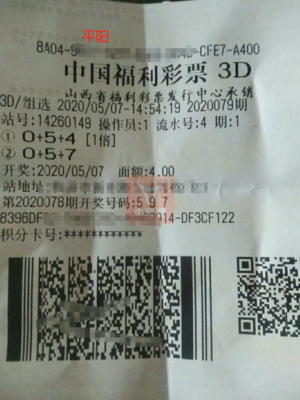 平阳
8A04-9 -CFE7-A400
中国福利彩票 3D
山西省福利彩票发行中心承销
3D/组选 2020/05/07-14:54:19 2020079期
站号:14260149 操作员:1 流水号:4 期:1
① 0+5+4 [1倍]
② 0+5+7
开奖:2020/05/07 面额:4.00
站地址:
第2020078期开奖号码:5 9 7
8396DF 914-DF3CF122
积分卡号:************